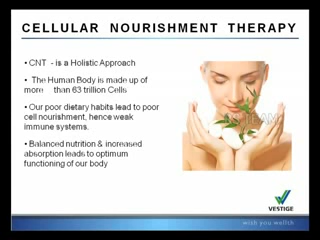 CELLULAR NOURISHMENT THERAPY
• CNT - is a Holistic Approach
• The Human Body is made up of
more than 63 trillion Cells
• Our poor dietary habits lead to poor
cell nourishment, hence weak
immune systems.
• Balanced nutrition & increased
absorption leads to optimum
functioning of our body
VESTIGE
wish you wellth